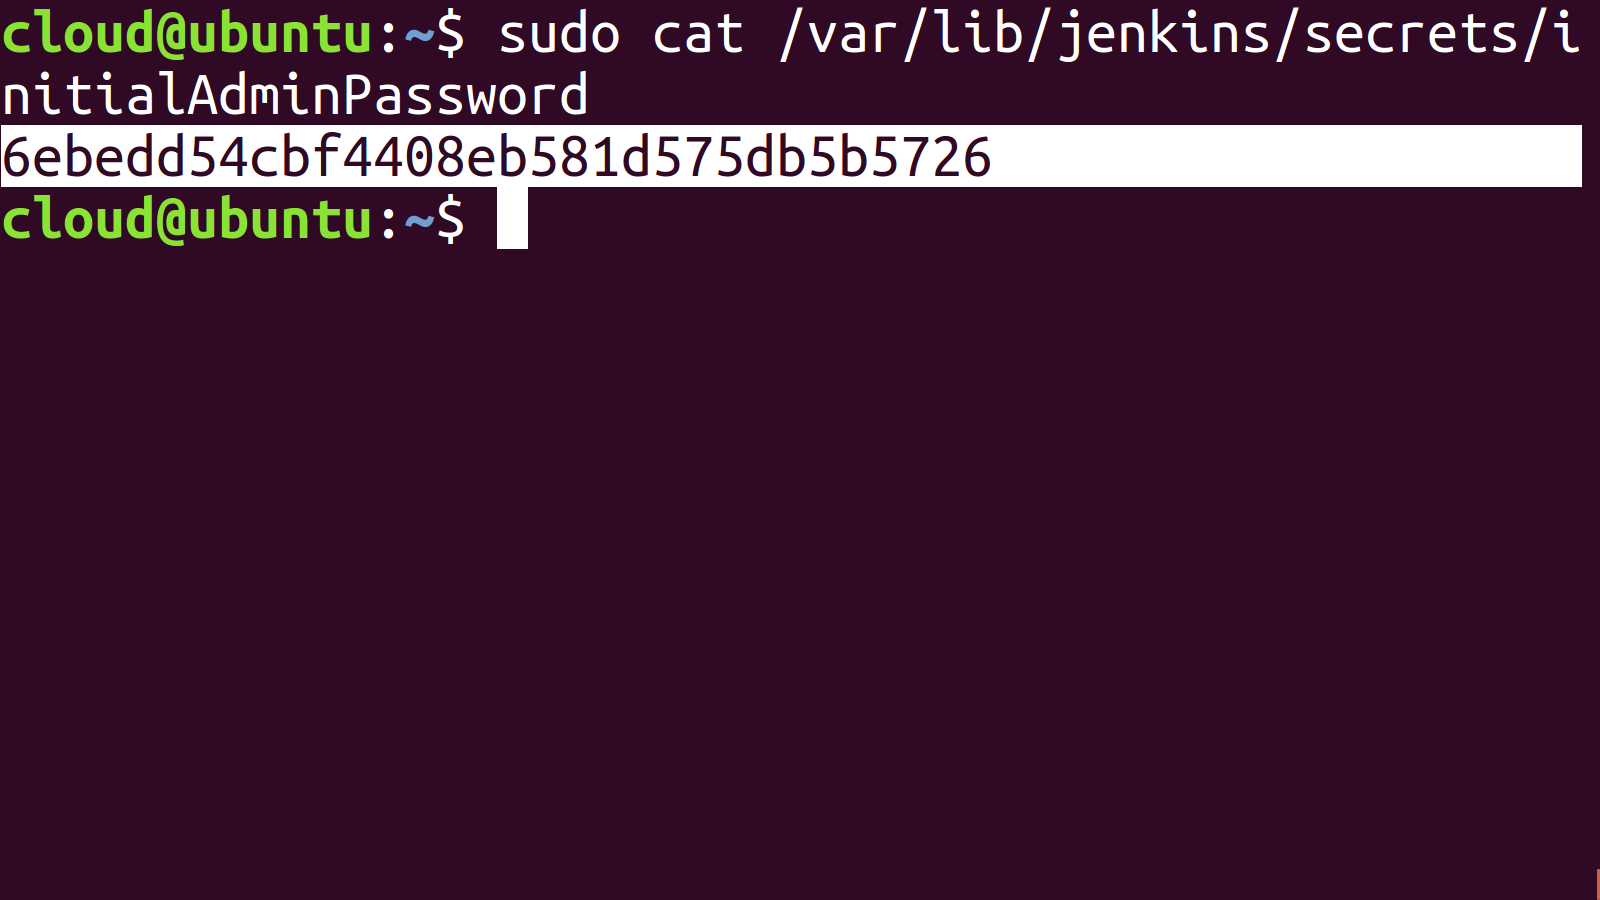 cloud@ubuntu:~$ sudo cat /var/lib/jenkins/secrets/i
nitialAdminPassword
6ebedd54cbf4408eb581d575db5b5726
cloud@ubuntu:~$